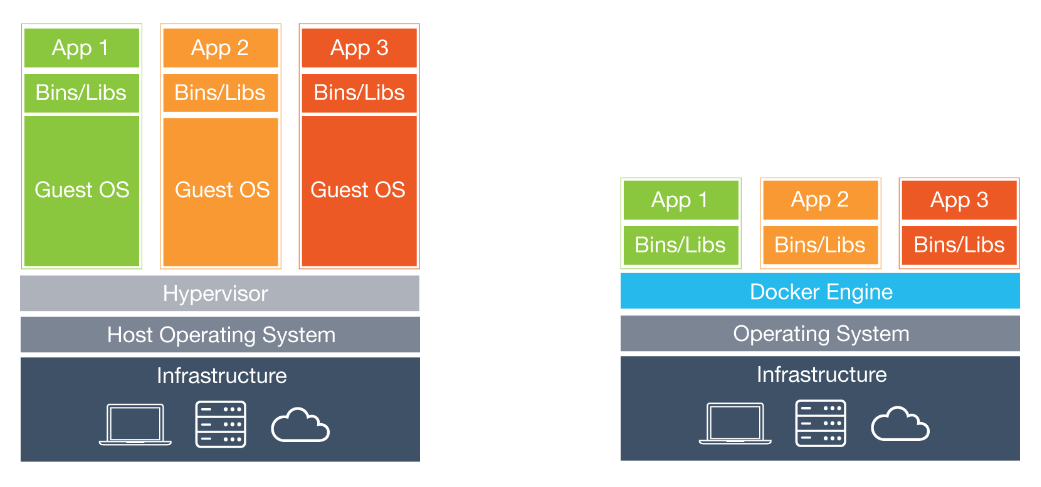 App 1
App 2
App 3
Bins/Libs
Bins/Libs
Bins/Libs
Guest OS
Guest OS
Guest OS
Hypervisor
Host Operating System
Infrastructure
App 1
App 2
App 3
Bins/Libs
Bins/Libs
Bins/Libs
Docker Engine
Operating System
Infrastructure